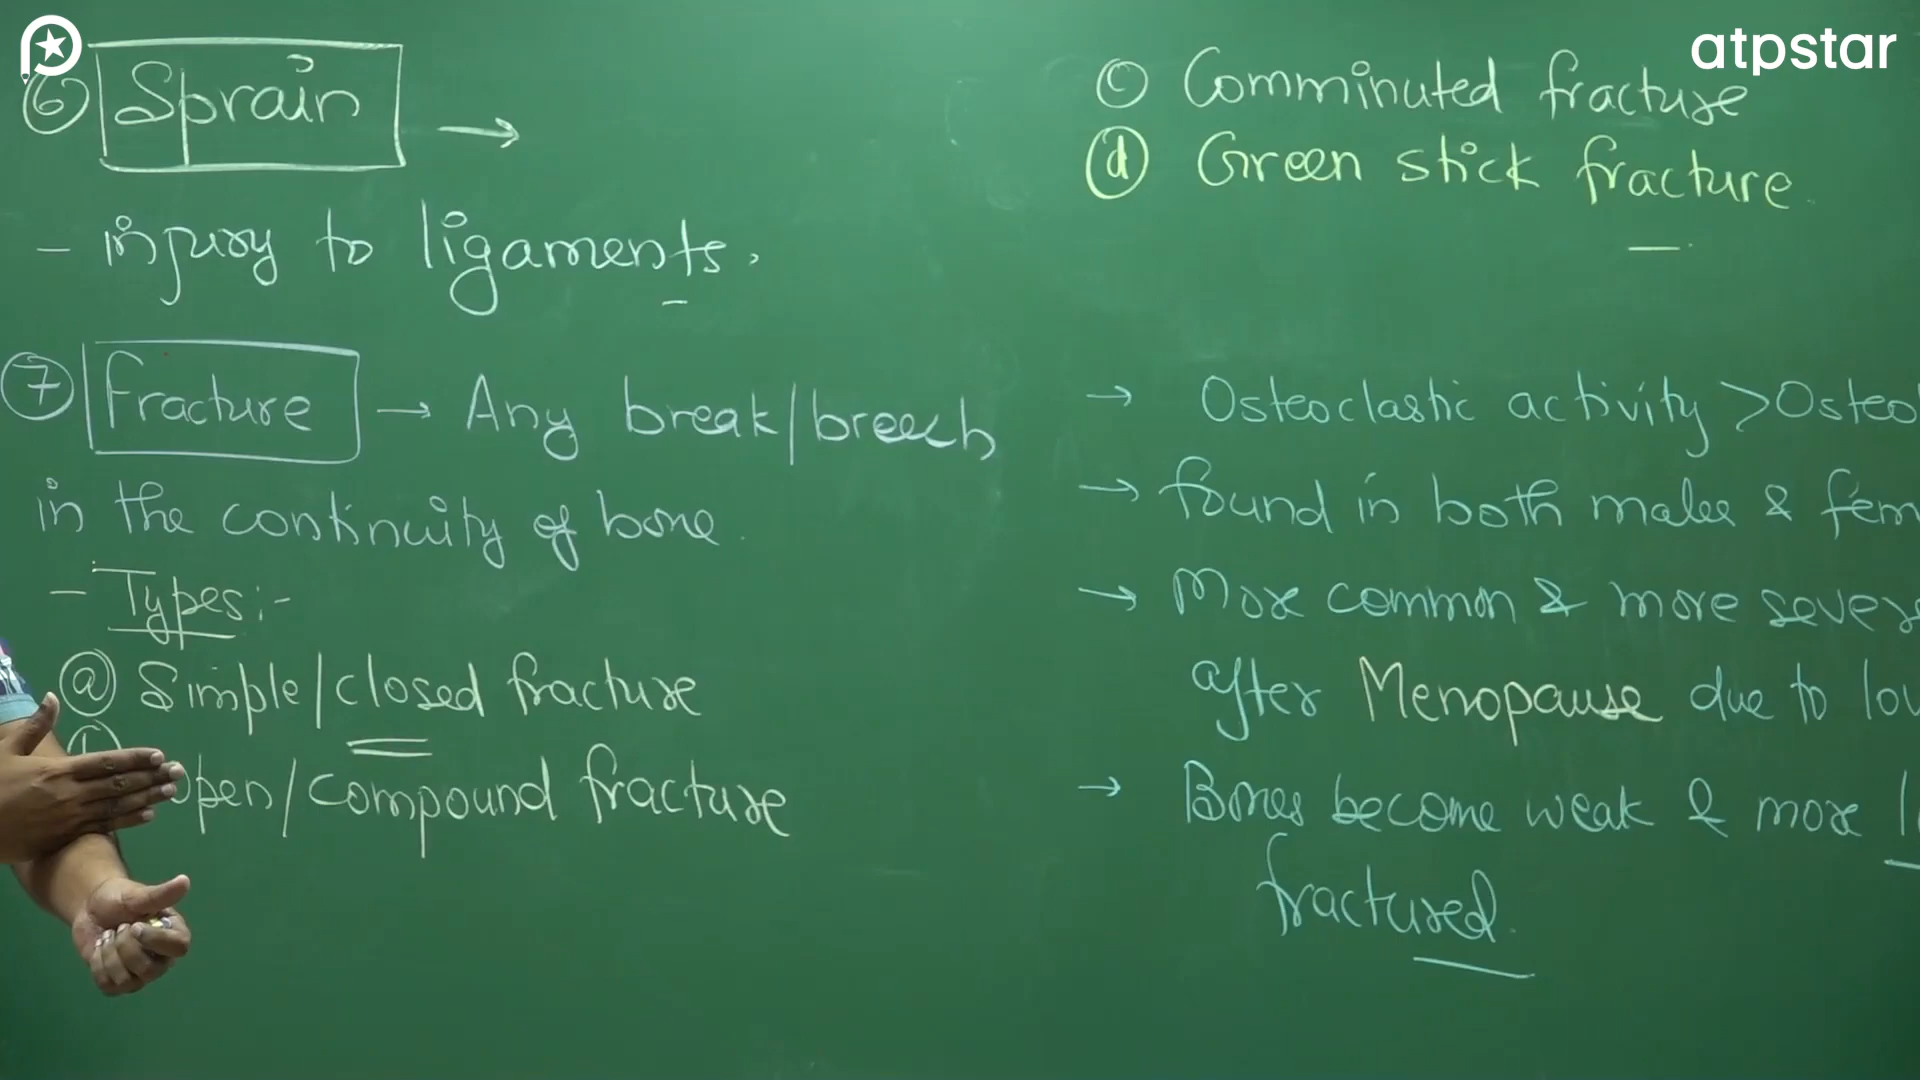 atpstar
⑥ Sprain →
- injury to ligaments.
⑦ Fracture → Any break/breech
in the continuity of bone.
- Types:-
ⓐ Simple/closed fracture
Open/compound fracture
ⓒ Comminuted fracture
ⓓ Green stick fracture.
→ Osteoclastic activity > Osteo
→ found in both males & fem
→ More common & more severe
after Menopause due to lo
→ Bones become weak & more
fractured.